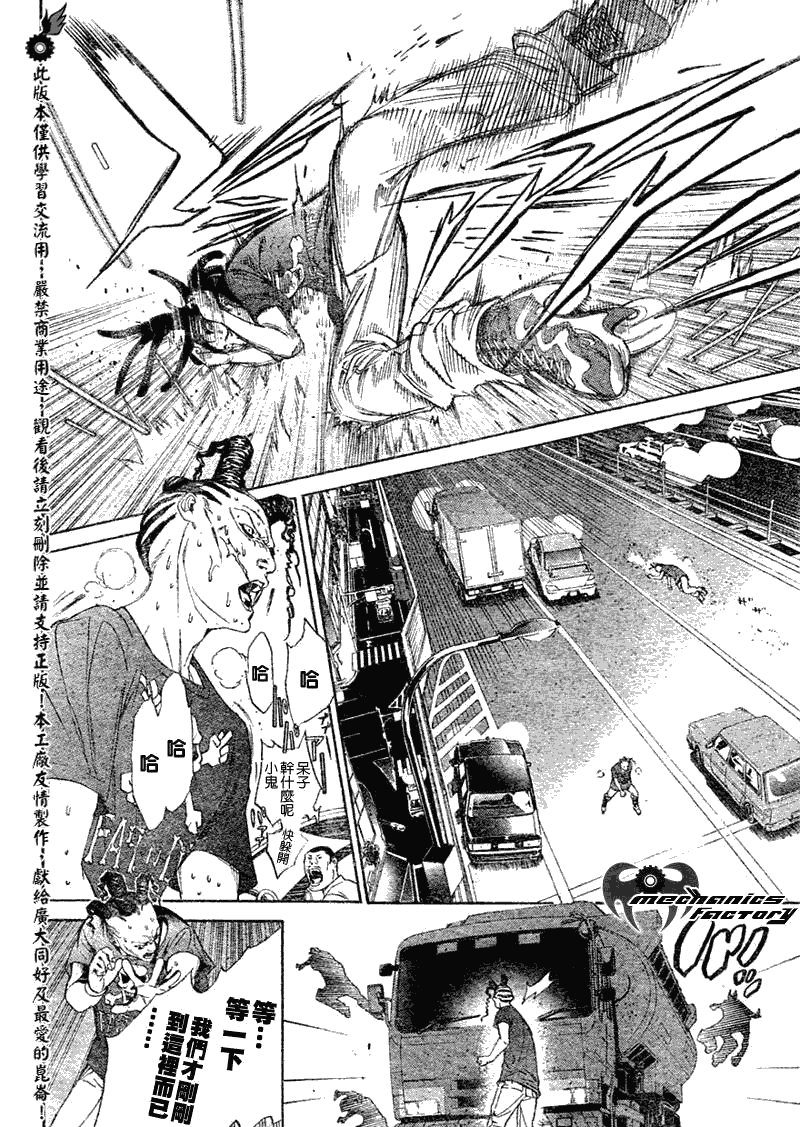 此版本僅供學習交流用┅嚴禁商業用途┅觀看後請立刻刪除並請支持正版！本工廠友情製作┅獻給廣大同好及最愛的崑崙！
哈
哈
哈
哈
呆子
幹什麼呢
小鬼
快躲開
mechanics
factory
等…
等一下
我們才剛剛
到這裡而已
……